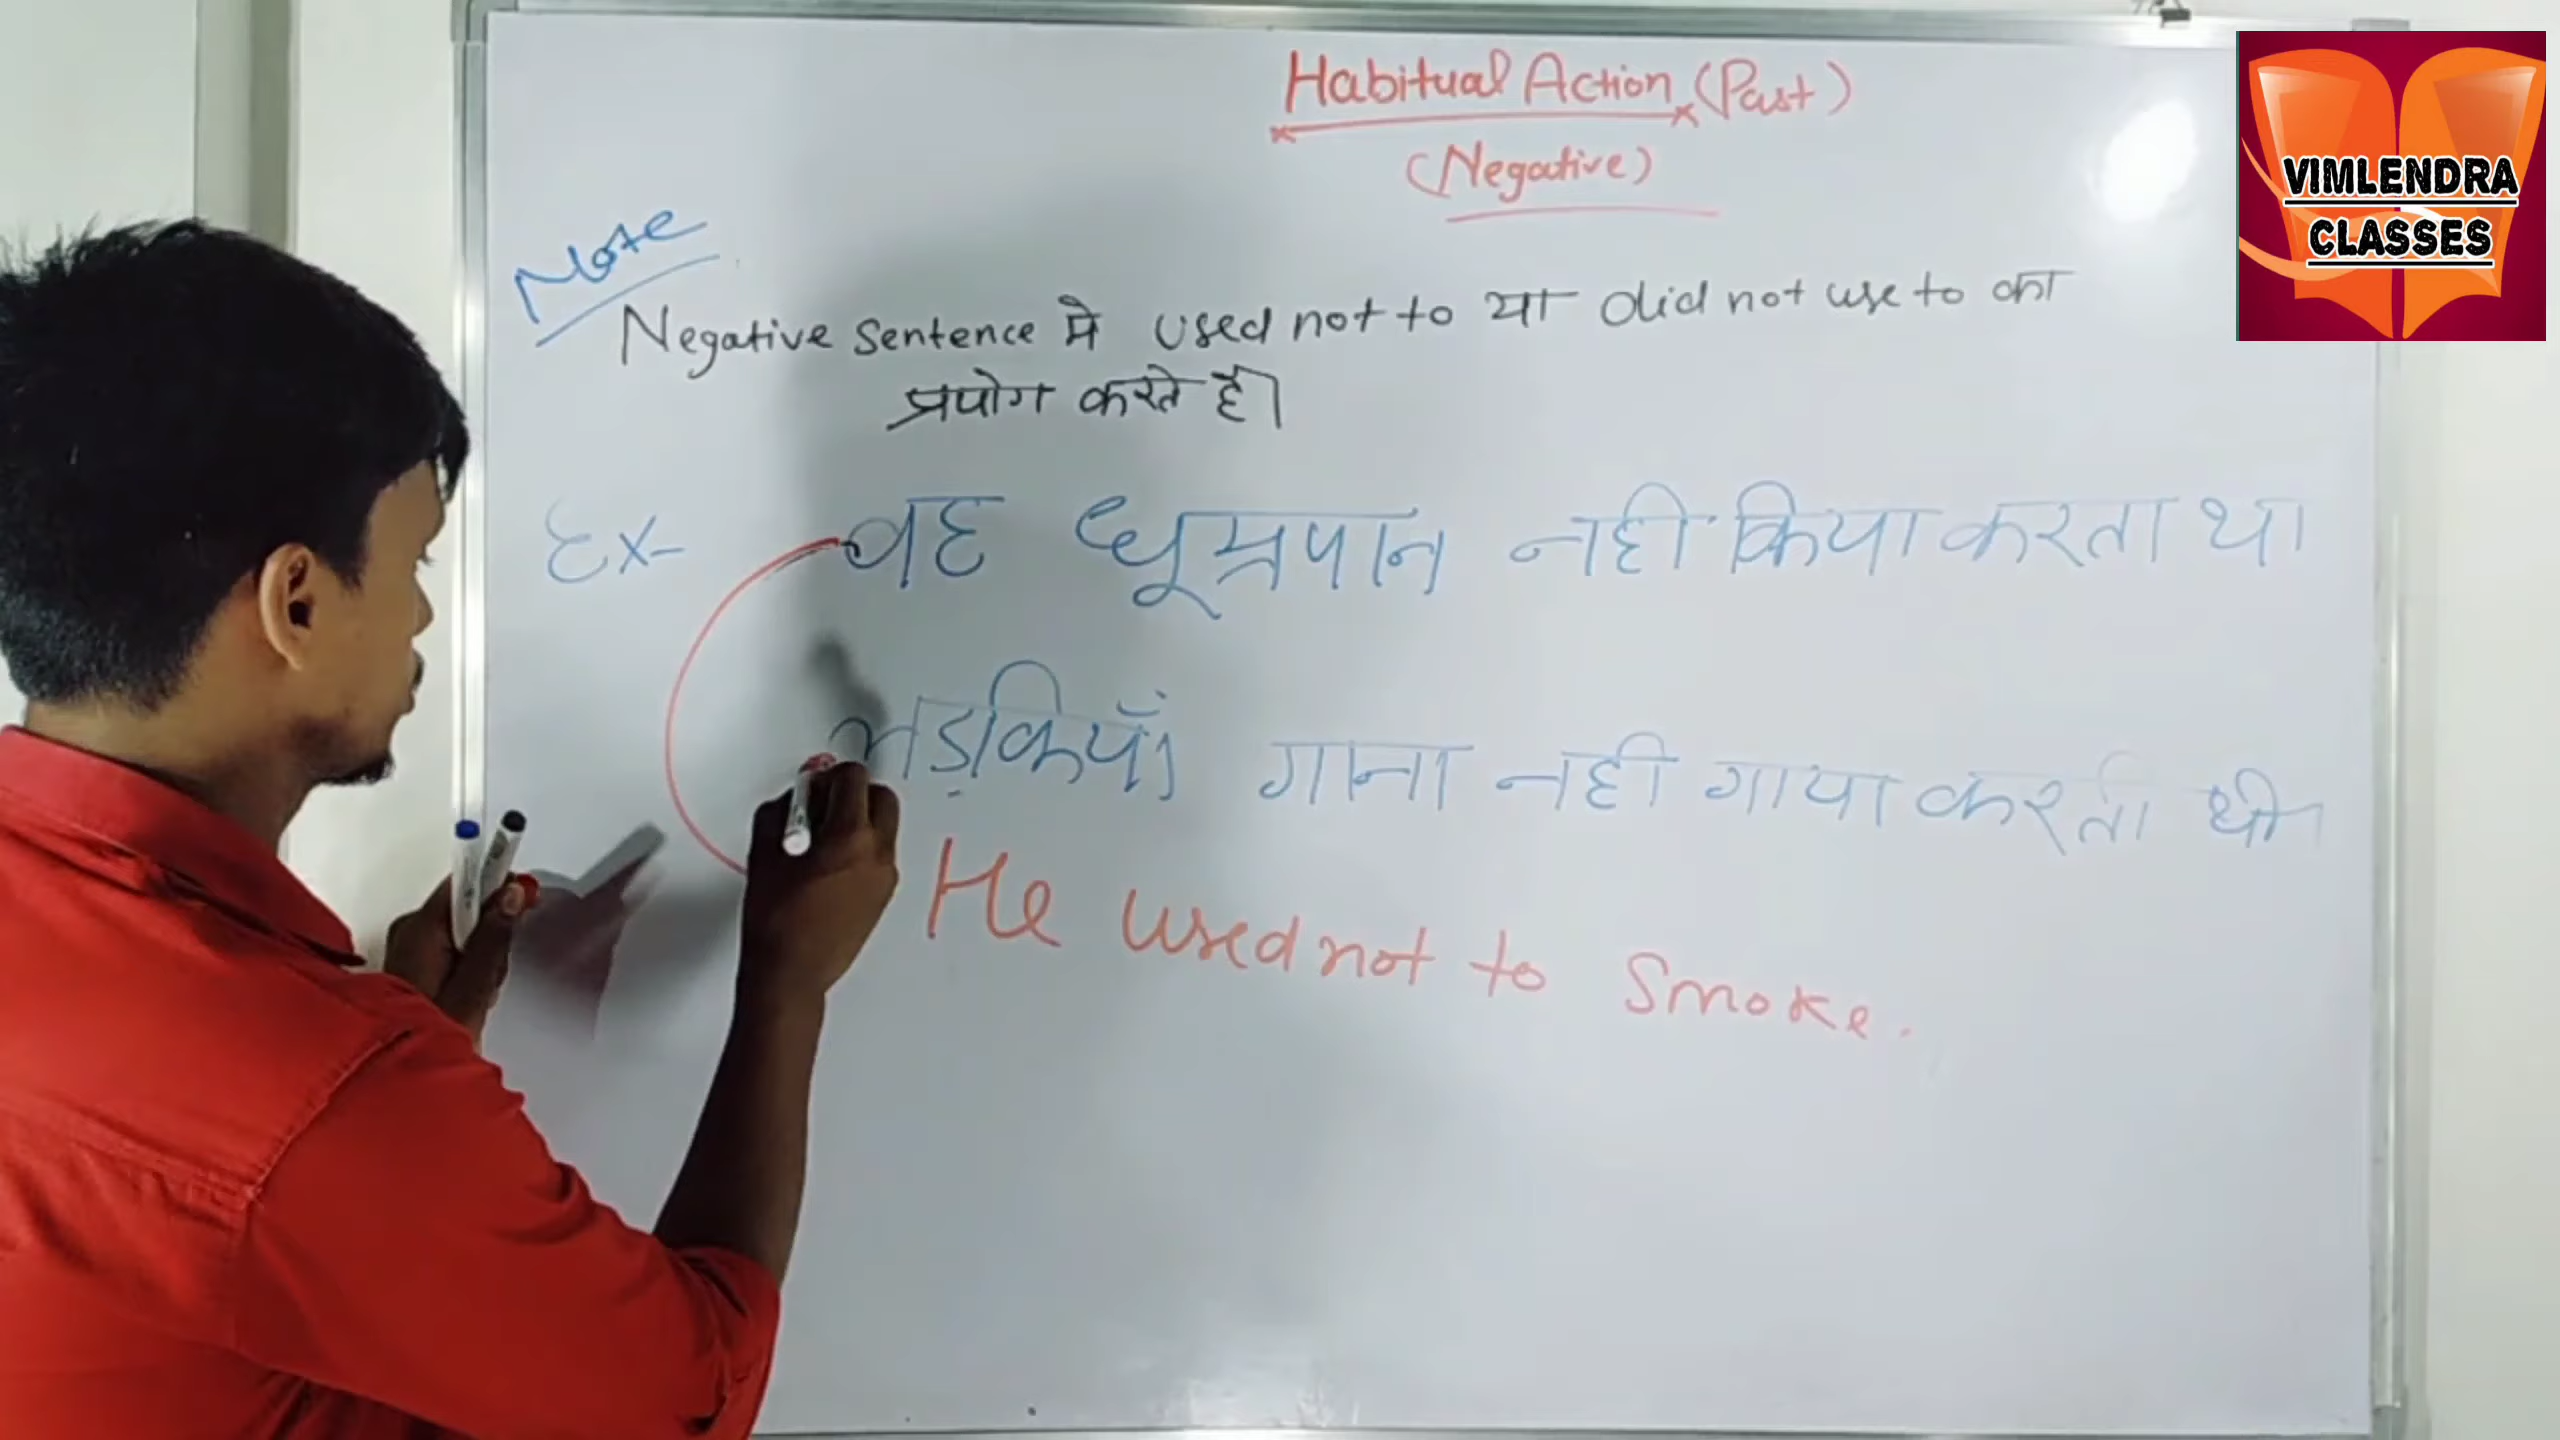 Habitual Action (Past)
(Negative)
VIMLENDRA
CLASSES
Note
Negative Sentence मे used not to या did not use to का
प्रयोग करते है।
Ex- वह धूम्रपान नही किया करता था
लड़कियाँ गाना नही गाया करती थी
He used not to smoke.